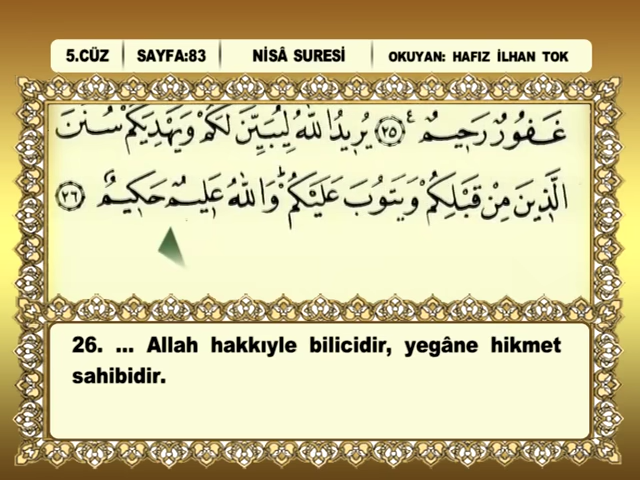 5.CÜZ SAYFA:83 NİSÂ SURESİ OKUYAN: HAFIZ İLHAN TOK
غَفُورٌ رَحِيمٌ ﴿٢٥﴾ يُرِيدُ اللّٰهُ لِيُبَيِّنَ لَكُمْ وَيَهْدِيَكُمْ سُنَنَ
الَّذِينَ مِنْ قَبْلِكُمْ وَيَتُوبَ عَلَيْكُمْ وَاللّٰهُ عَلِيمٌ حَكِيمٌ ﴿٢٦﴾
26. ... Allah hakkıyle bilicidir, yegâne hikmet
sahibidir.